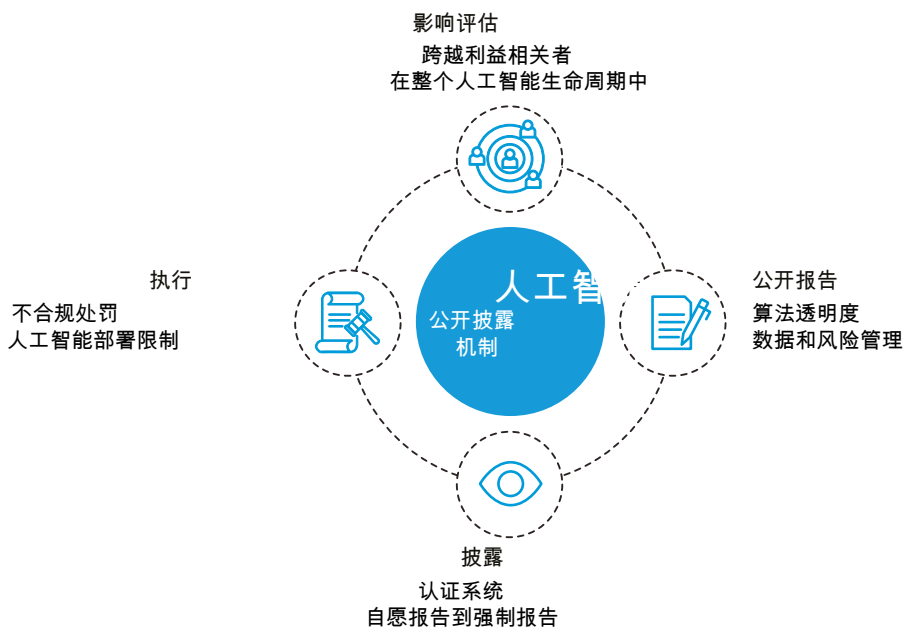 影响评估
跨越利益相关者
在整个人工智能生命周期中
执行
不合规处罚
人工智能部署限制
人工智
公开披露
机制
公开报告
算法透明度
数据和风险管理
披露
认证系统
自愿报告到强制报告